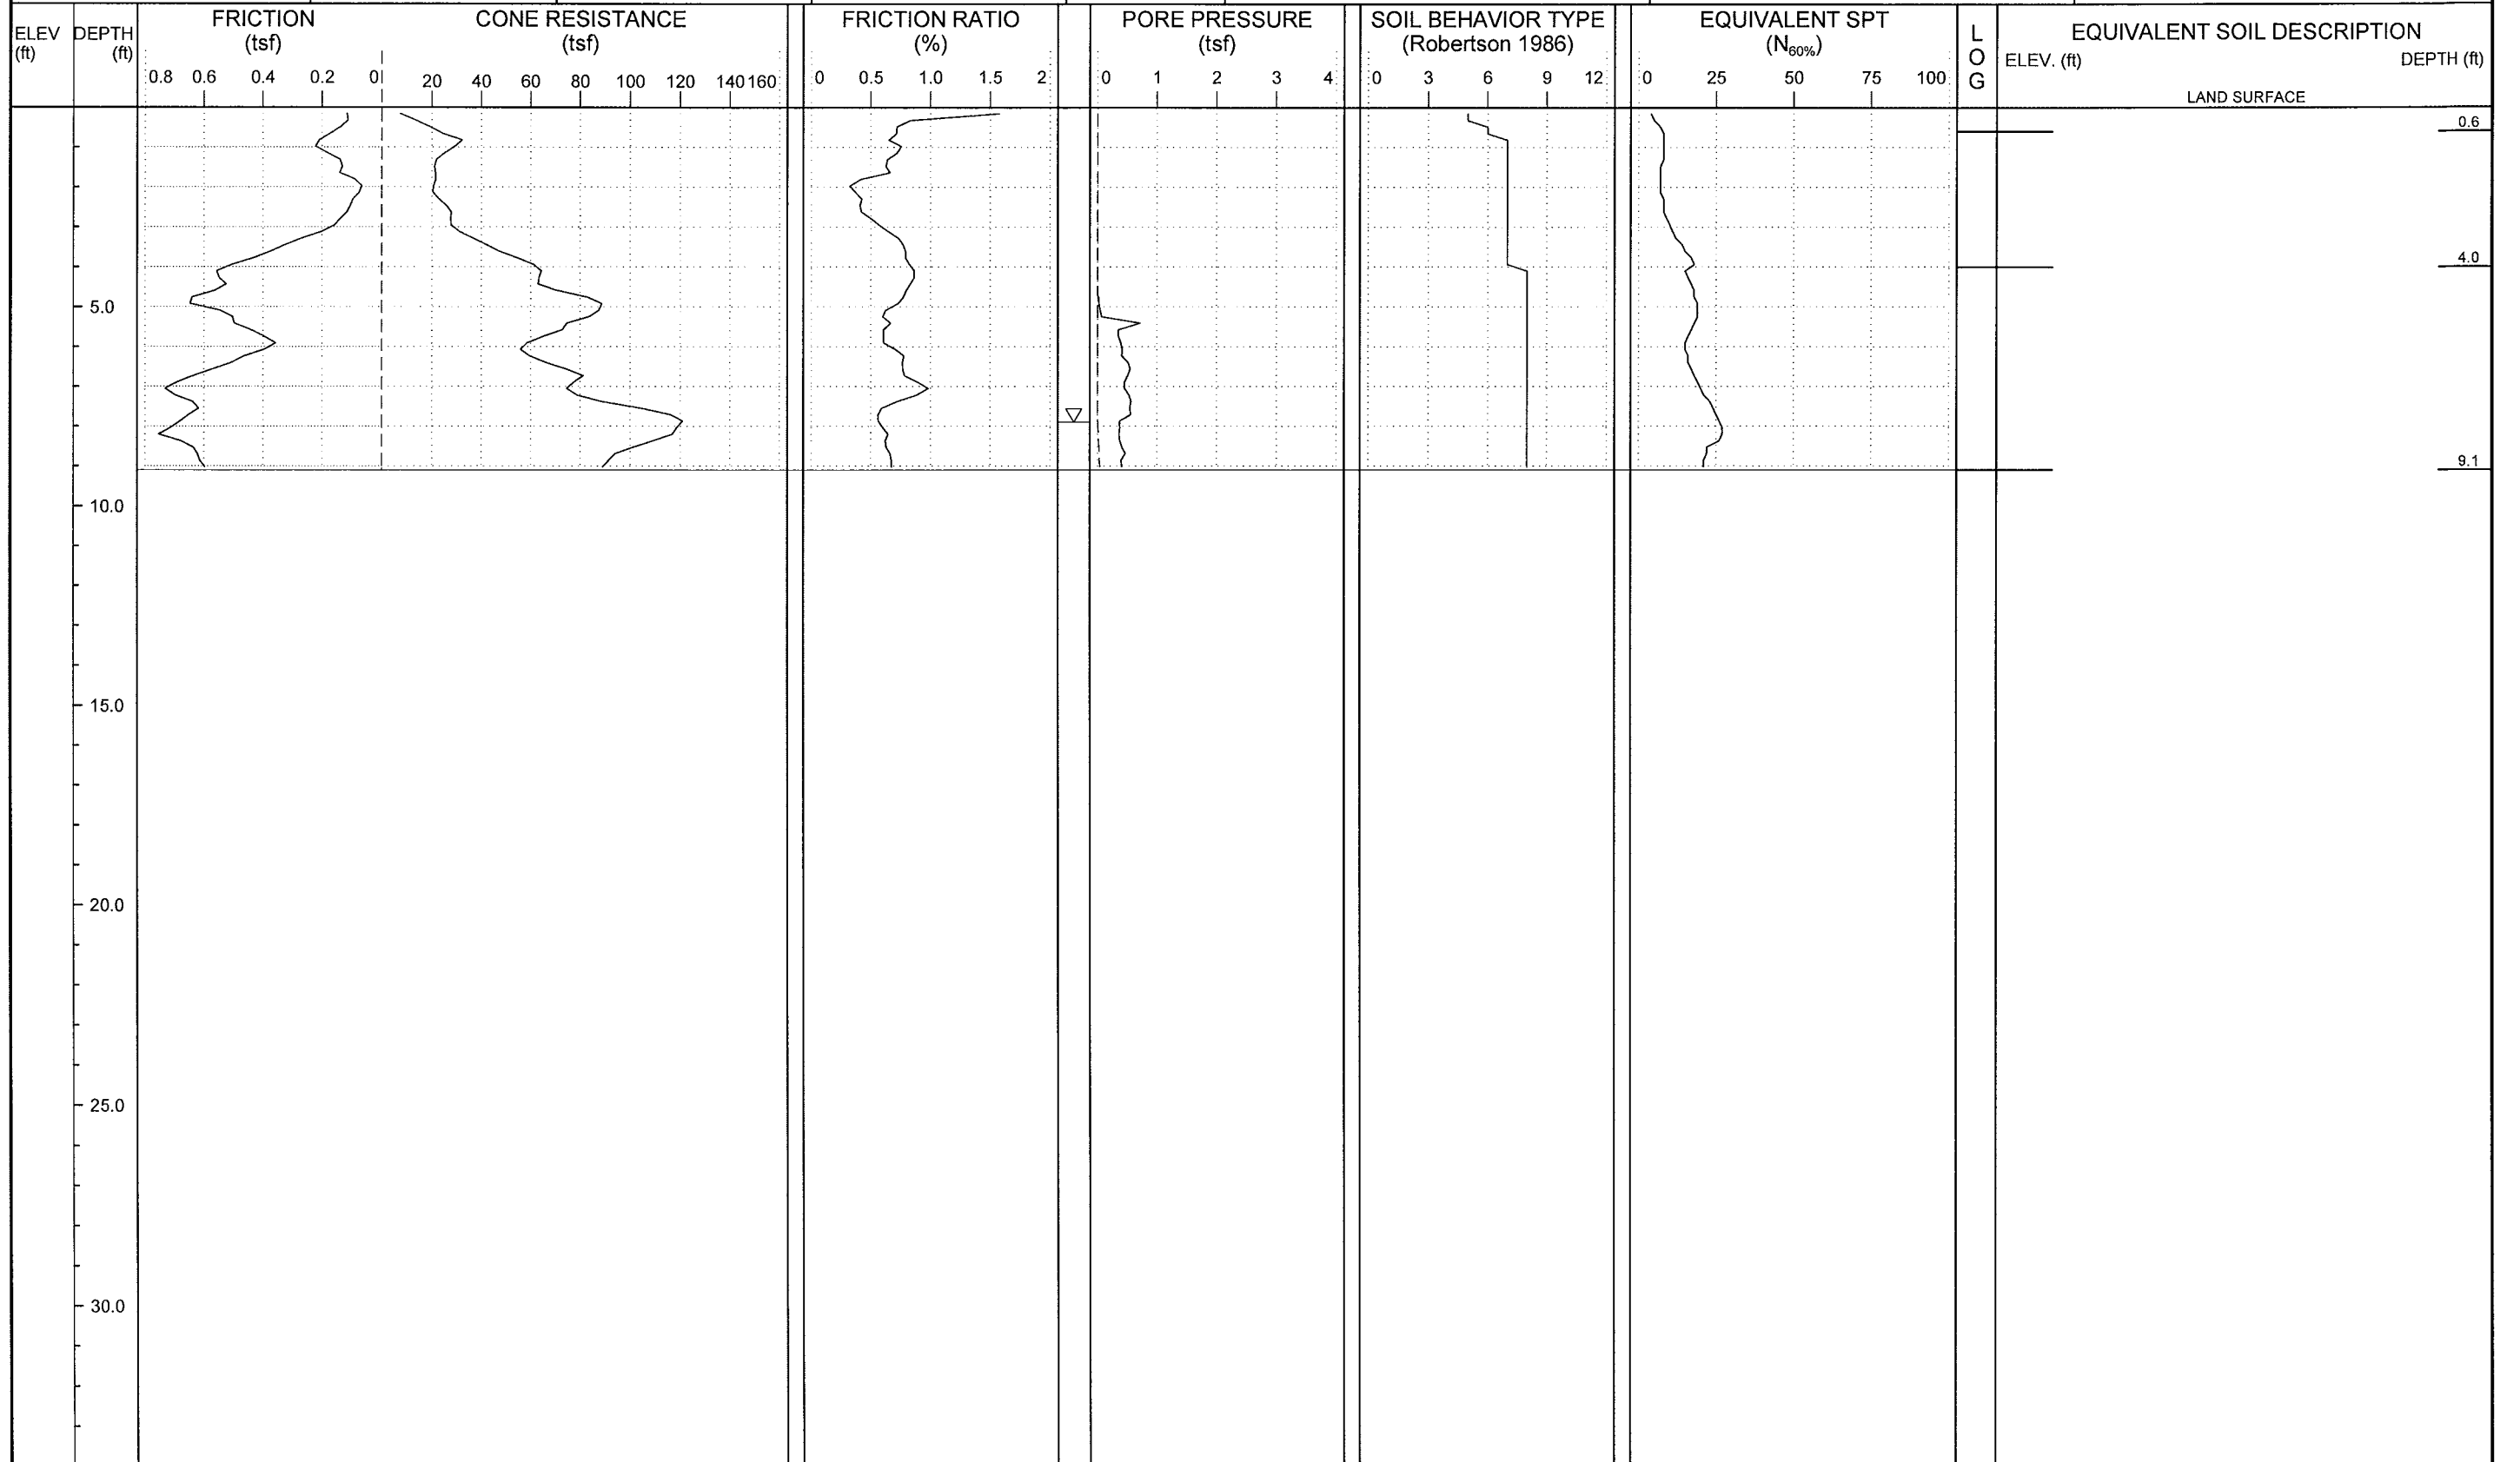 ELEV
(ft)
DEPTH
(ft)
FRICTION
(tsf)
0.8 0.6 0.4 0.2 0
CONE RESISTANCE
(tsf)
20 40 60 80 100 120 140 160
FRICTION RATIO
(%)
0 0.5 1.0 1.5 2
PORE PRESSURE
(tsf)
0 1 2 3 4
SOIL BEHAVIOR TYPE
(Robertson 1986)
0 3 6 9 12
EQUIVALENT SPT
(N60%)
0 25 50 75 100
L
O
G
EQUIVALENT SOIL DESCRIPTION
ELEV. (ft) DEPTH (ft)
LAND SURFACE
0.6
4.0
5.0
9.1
10.0
15.0
20.0
25.0
30.0